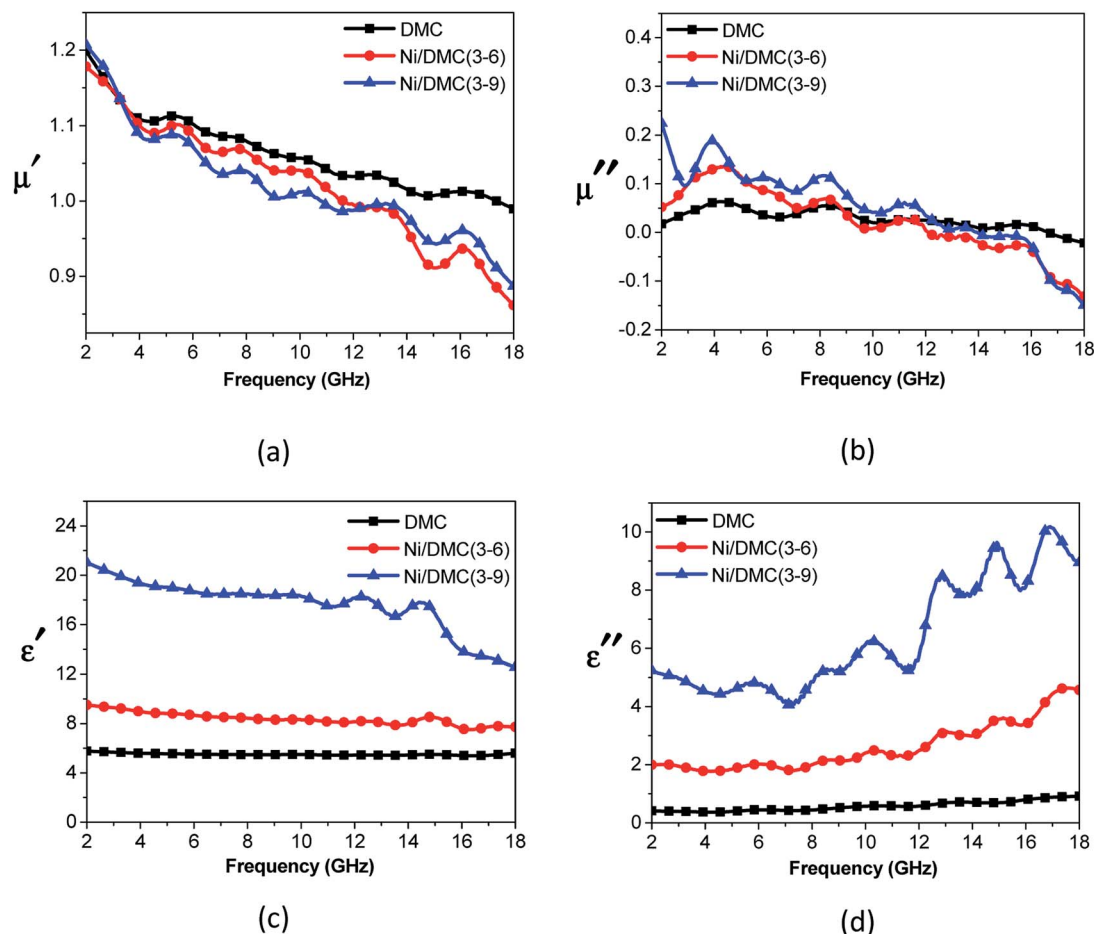 DMC
Ni/DMC(3-6)
Ni/DMC(3-9)
1.2
1.1
1.0
0.9
μ′
2 4 6 8 10 12 14 16 18
Frequency (GHz)
(a)
DMC
Ni/DMC(3-6)
Ni/DMC(3-9)
0.4
0.3
0.2
0.1
0.0
-0.1
-0.2
μ″
2 4 6 8 10 12 14 16 18
Frequency (GHz)
(b)
DMC
Ni/DMC(3-6)
Ni/DMC(3-9)
24
20
16
12
8
4
0
ε′
2 4 6 8 10 12 14 16 18
Frequency (GHz)
(c)
DMC
Ni/DMC(3-6)
Ni/DMC(3-9)
10
8
6
4
2
0
ε″
2 4 6 8 10 12 14 16 18
Frequency (GHz)
(d)